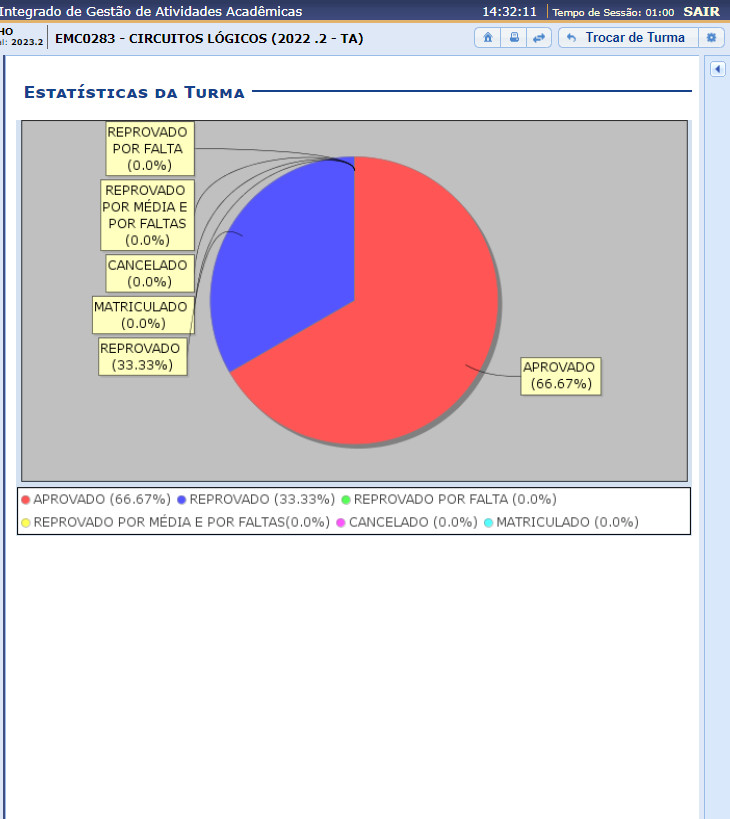 Integrado de Gestão de Atividades Acadêmicas 14:32:11 Tempo de Sessão: 01:00 SAIR
HO
el: 2023.2 EMC0283 - CIRCUITOS LÓGICOS (2022 .2 - TA) Trocar de Turma
Estatísticas da Turma
REPROVADO
POR FALTA
(0.0%)
REPROVADO
POR MÉDIA E
POR FALTAS
(0.0%)
CANCELADO
(0.0%)
MATRICULADO
(0.0%)
REPROVADO
(33.33%)
APROVADO
(66.67%)
APROVADO (66.67%) REPROVADO (33.33%) REPROVADO POR FALTA (0.0%)
REPROVADO POR MÉDIA E POR FALTAS(0.0%) CANCELADO (0.0%) MATRICULADO (0.0%)